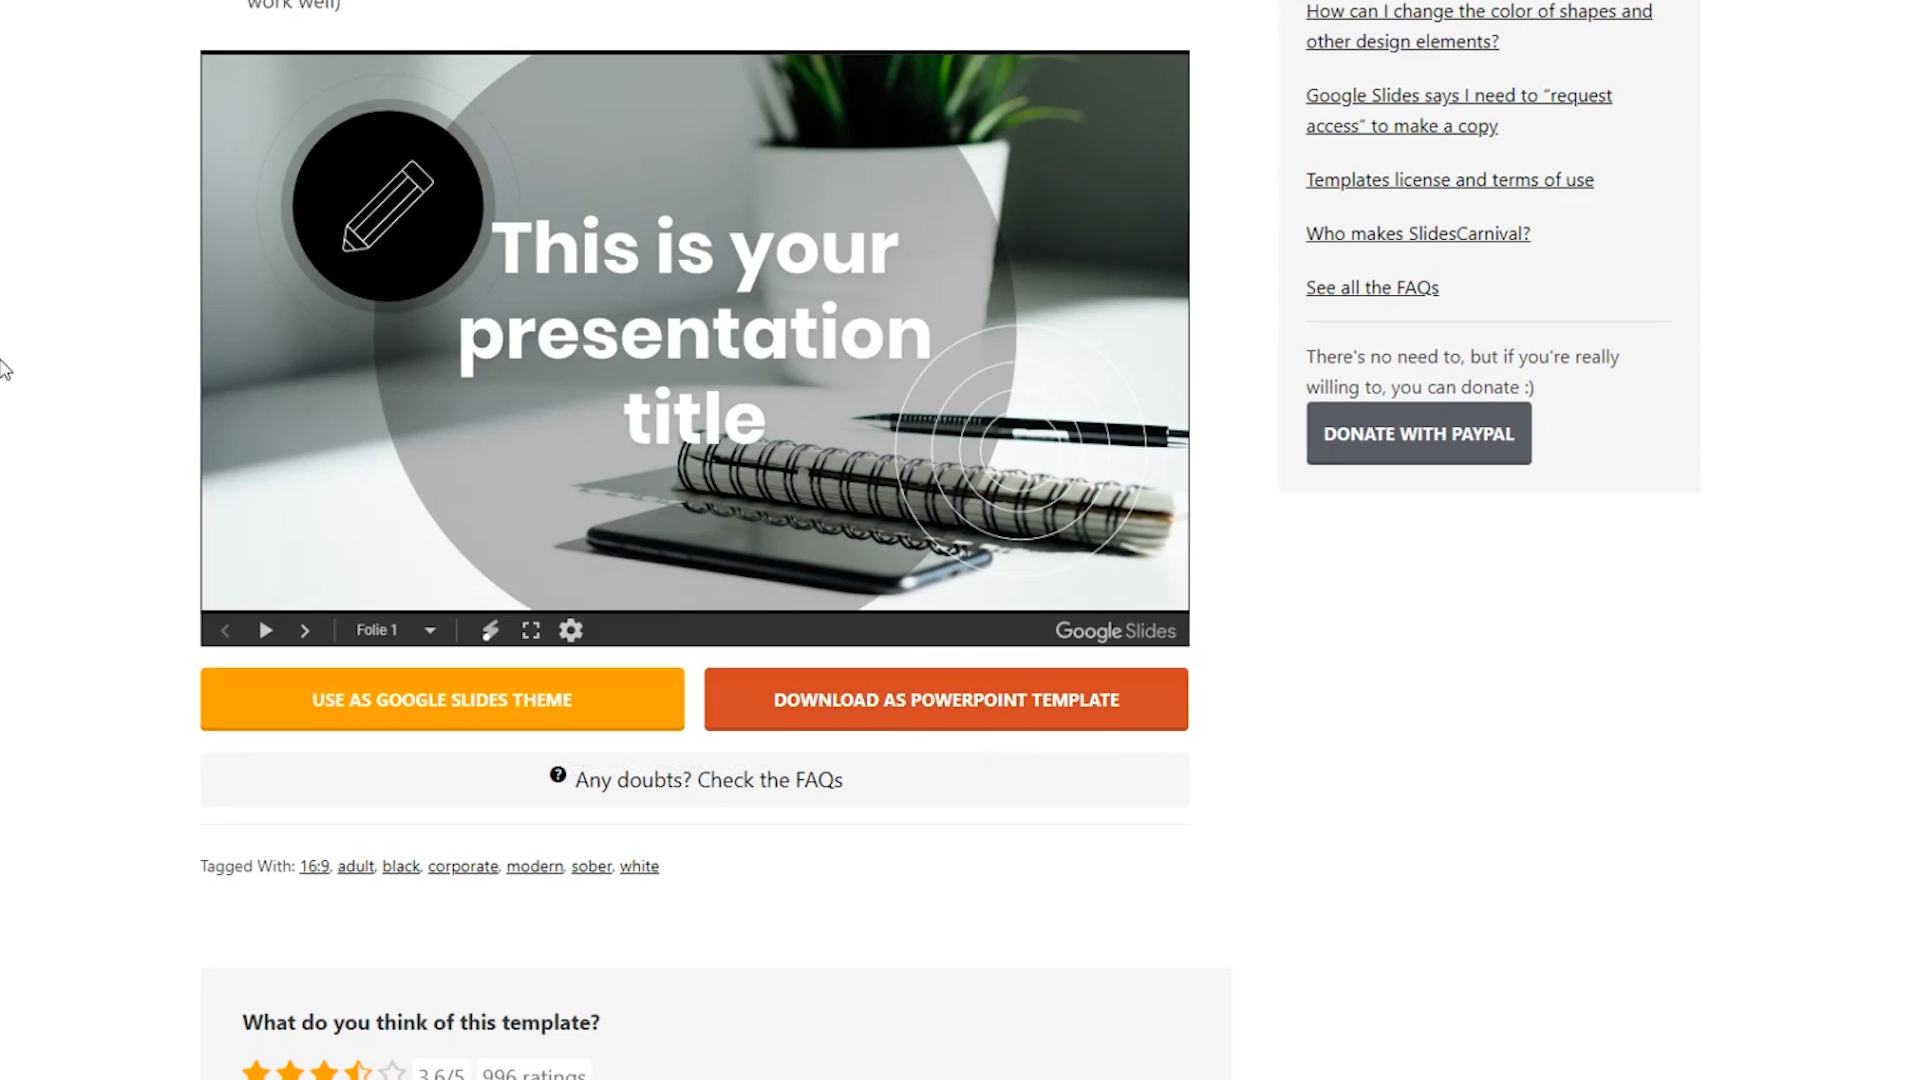 work well)
This is your
presentation
title
Folie 1
Google Slides
USE AS GOOGLE SLIDES THEME
DOWNLOAD AS POWERPOINT TEMPLATE
? Any doubts? Check the FAQs
Tagged With: 16:9, adult, black, corporate, modern, sober, white
What do you think of this template?
3.6/5 996 ratings
How can I change the color of shapes and
other design elements?
Google Slides says I need to “request
access” to make a copy
Templates license and terms of use
Who makes SlidesCarnival?
See all the FAQs
There's no need to, but if you're really
willing to, you can donate :)
DONATE WITH PAYPAL